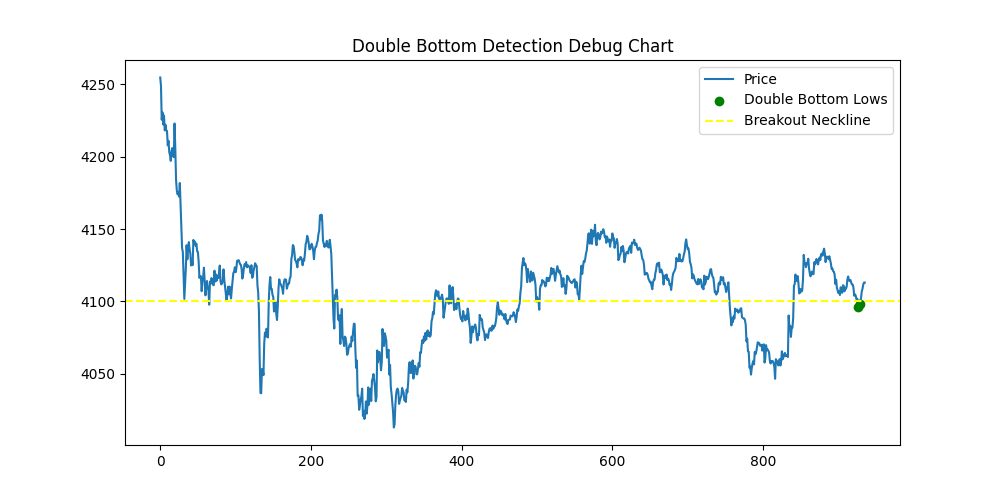 Double Bottom Detection Debug Chart
Price
Double Bottom Lows
Breakout Neckline
4250
4200
4150
4100
4050
0 200 400 600 800